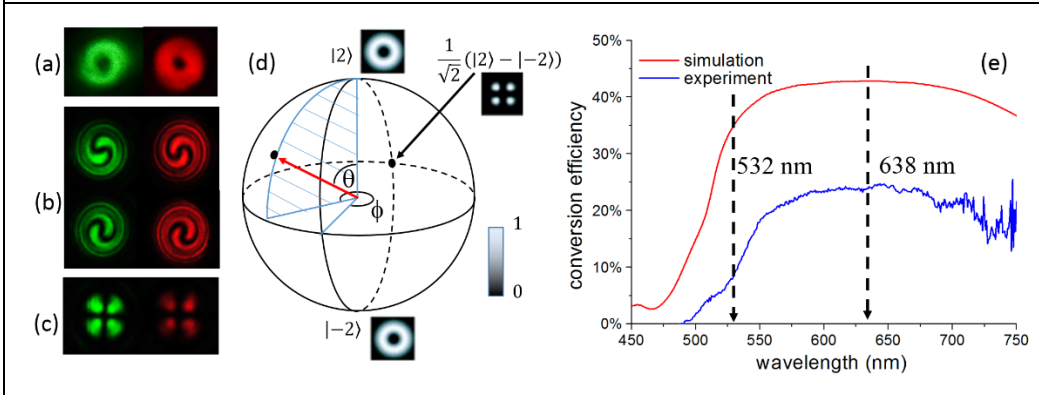 (a)
(b)
(c)
(d)
|2⟩
1/√2 (|2⟩ − |−2⟩)
θ
ϕ
1
0
|−2⟩
(e)
50%
40%
30%
20%
10%
0%
conversion efficiency
simulation
experiment
532 nm
638 nm
450 500 550 600 650 700 750
wavelength (nm)